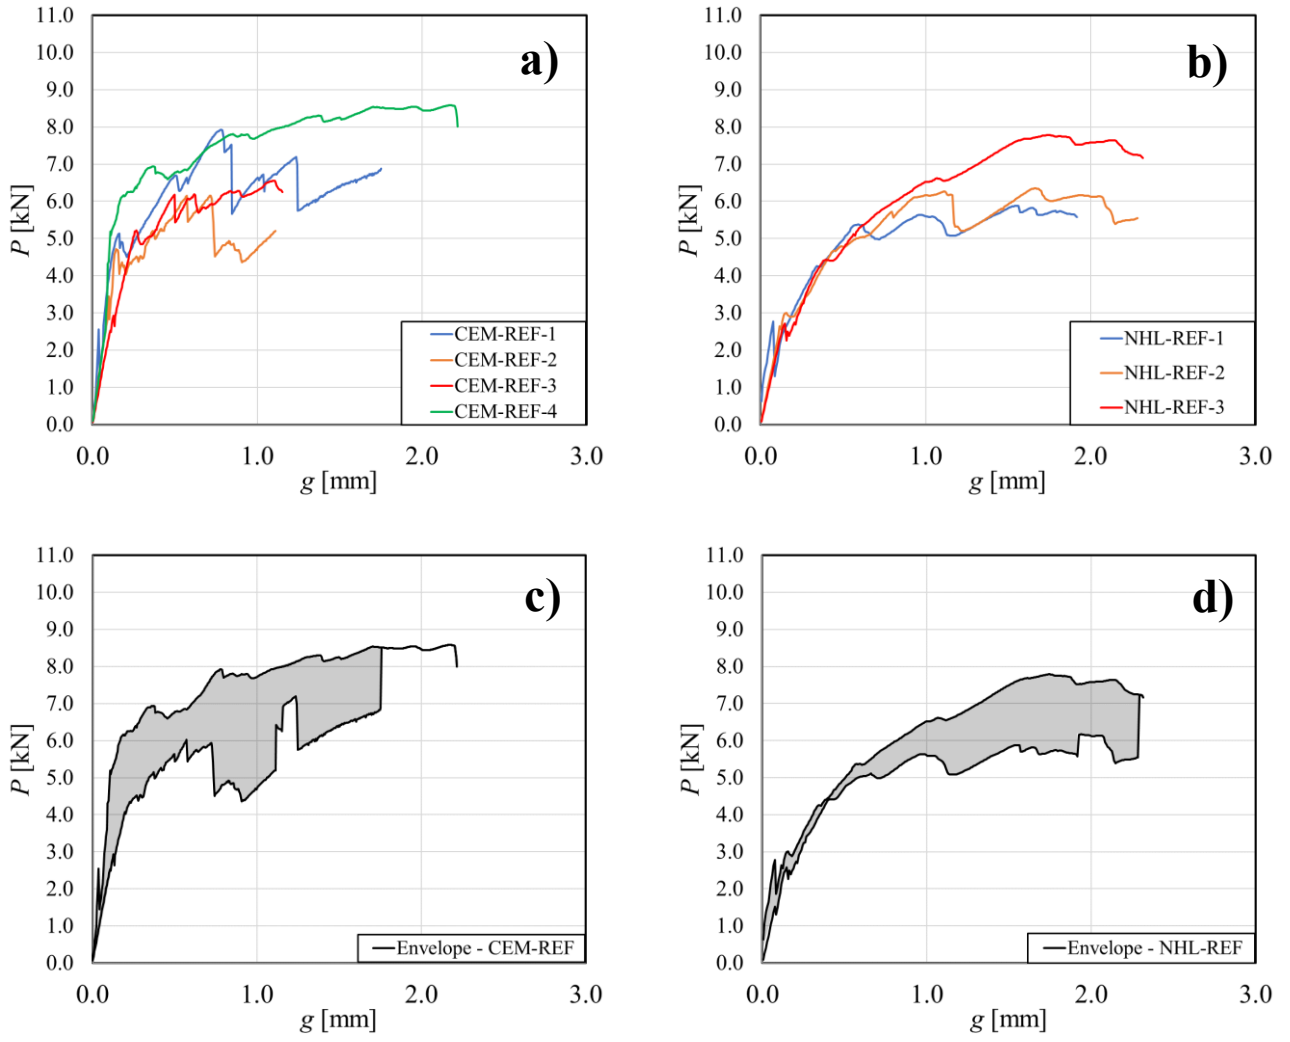 a)
11.0
10.0
9.0
8.0
7.0
6.0
5.0
4.0
3.0
2.0
1.0
0.0
P [kN]
CEM-REF-1
CEM-REF-2
CEM-REF-3
CEM-REF-4
0.0 1.0 2.0 3.0
g [mm]
b)
11.0
10.0
9.0
8.0
7.0
6.0
5.0
4.0
3.0
2.0
1.0
0.0
P [kN]
NHL-REF-1
NHL-REF-2
NHL-REF-3
0.0 1.0 2.0 3.0
g [mm]
c)
11.0
10.0
9.0
8.0
7.0
6.0
5.0
4.0
3.0
2.0
1.0
0.0
P [kN]
Envelope - CEM-REF
0.0 1.0 2.0 3.0
g [mm]
d)
11.0
10.0
9.0
8.0
7.0
6.0
5.0
4.0
3.0
2.0
1.0
0.0
P [kN]
Envelope - NHL-REF
0.0 1.0 2.0 3.0
g [mm]